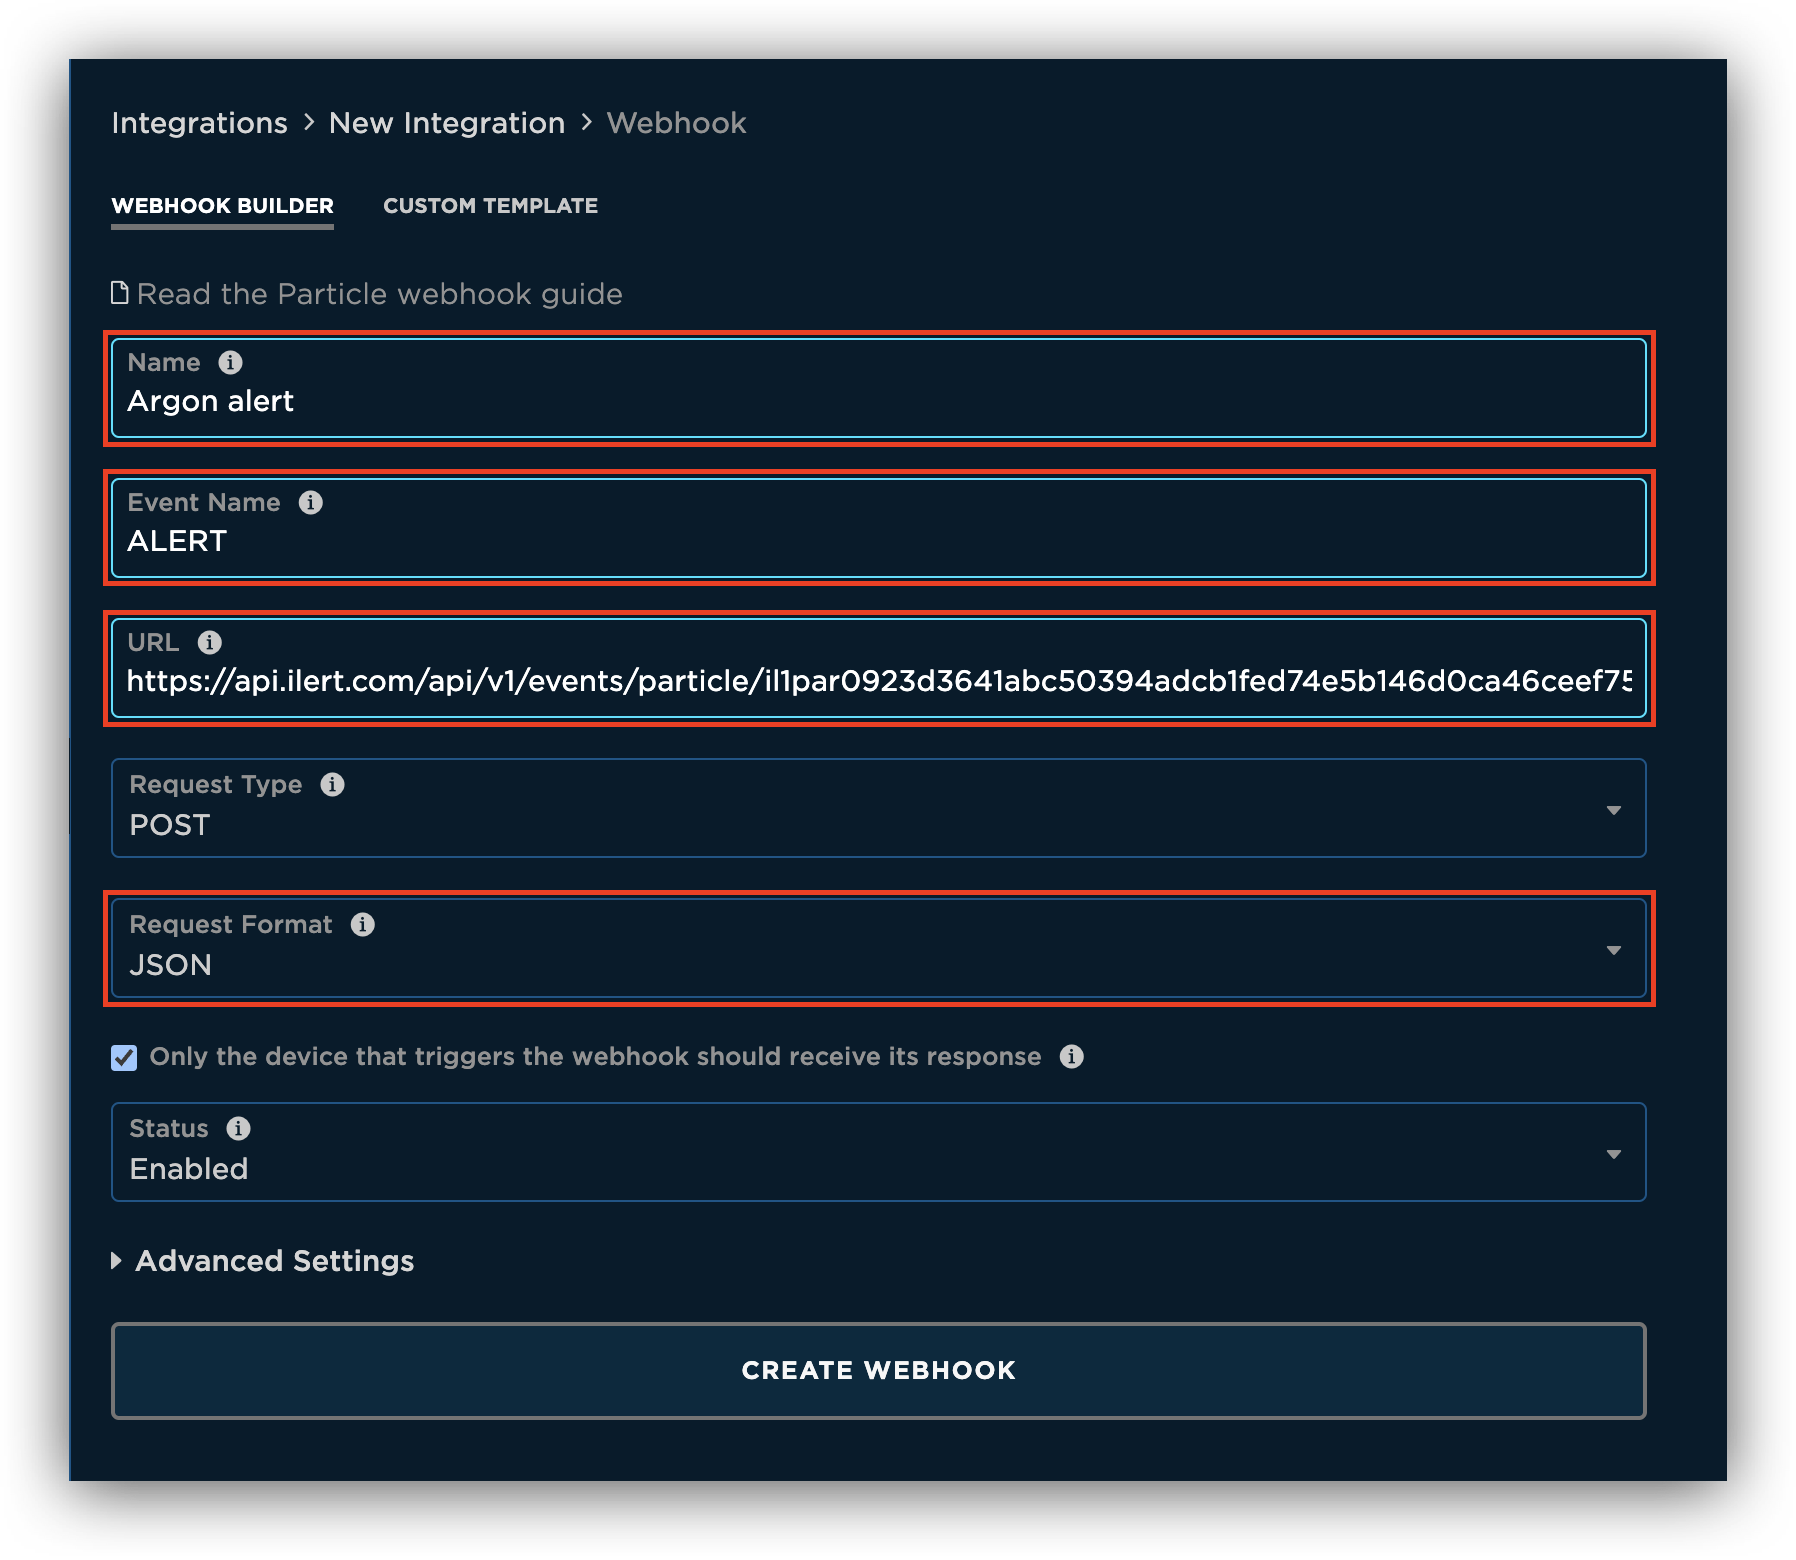 Integrations > New Integration > Webhook
WEBHOOK BUILDER CUSTOM TEMPLATE
Read the Particle webhook guide
Name
Argon alert
Event Name
ALERT
URL
https://api.ilert.com/api/v1/events/particle/il1par0923d3641abc50394adcb1fed74e5b146d0ca46ceef75
Request Type
POST
Request Format
JSON
Only the device that triggers the webhook should receive its response
Status
Enabled
Advanced Settings
CREATE WEBHOOK